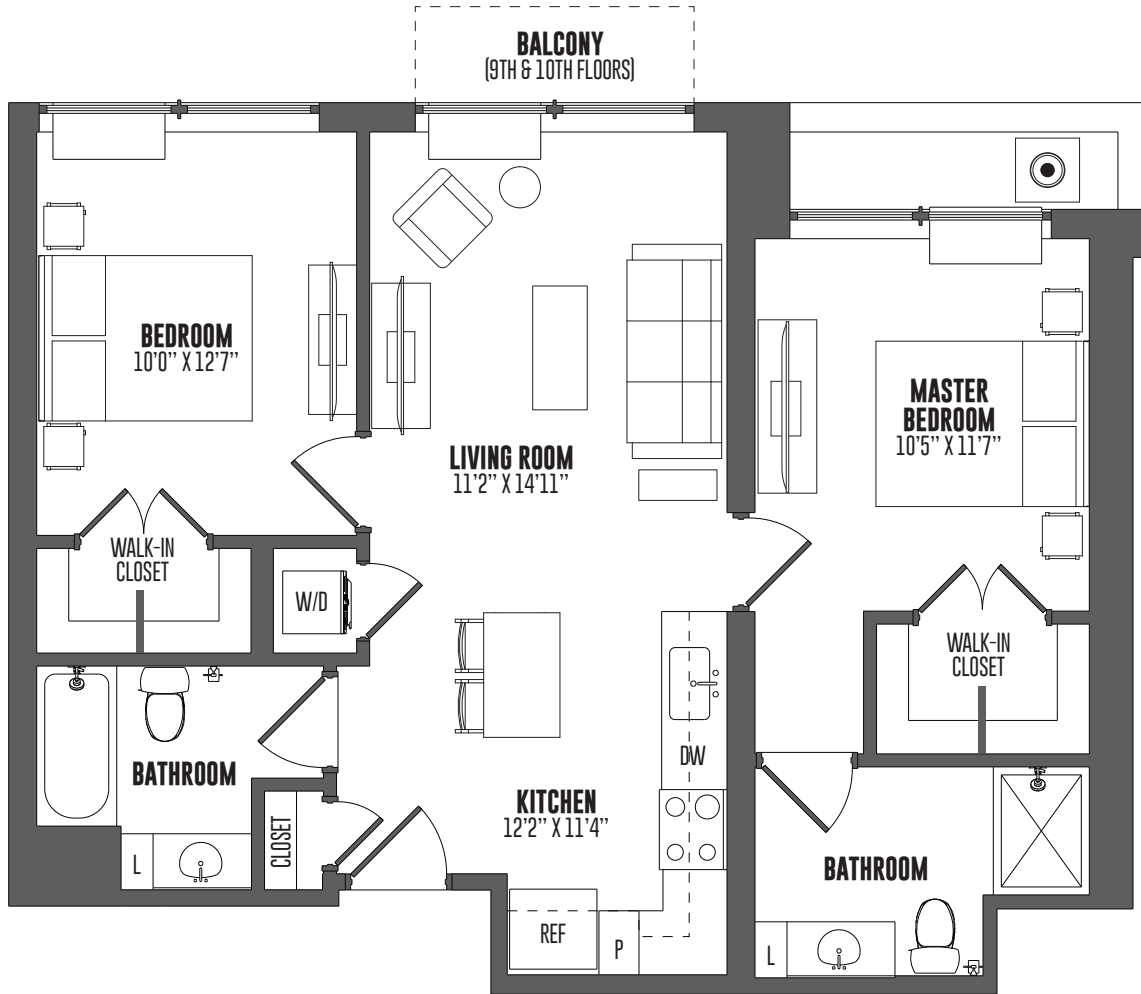 BALCONY
(9TH & 10TH FLOORS)
BEDROOM
10'0" X 12'7"
MASTER
BEDROOM
10'5" X 11'7"
LIVING ROOM
11'2" X 14'11"
WALK-IN
CLOSET
W/D
WALK-IN
CLOSET
BATHROOM
DW
KITCHEN
12'2" X 11'4"
CLOSET
L
BATHROOM
REF
P
L